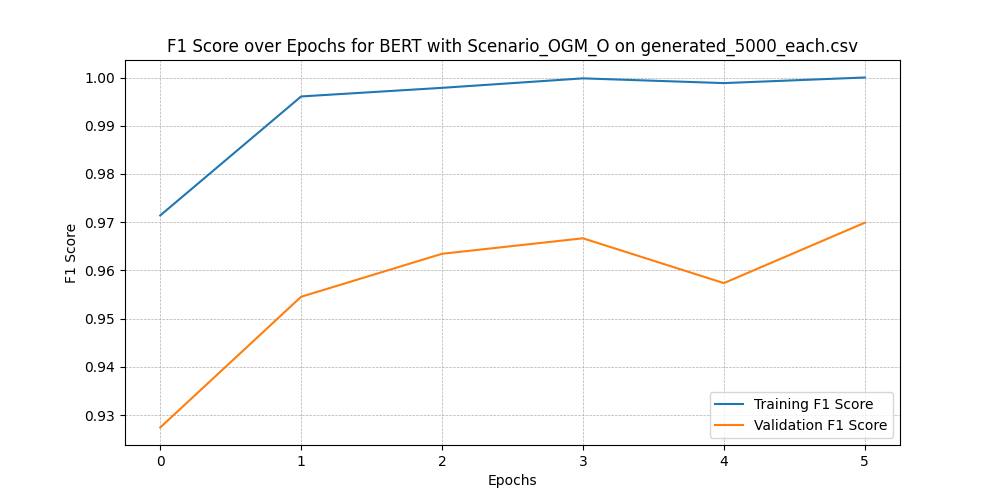 F1 Score over Epochs for BERT with Scenario_OGM_O on generated_5000_each.csv
1.00
0.99
0.98
0.97
0.96
0.95
0.94
0.93
F1 Score
0 1 2 3 4 5
Epochs
Training F1 Score
Validation F1 Score